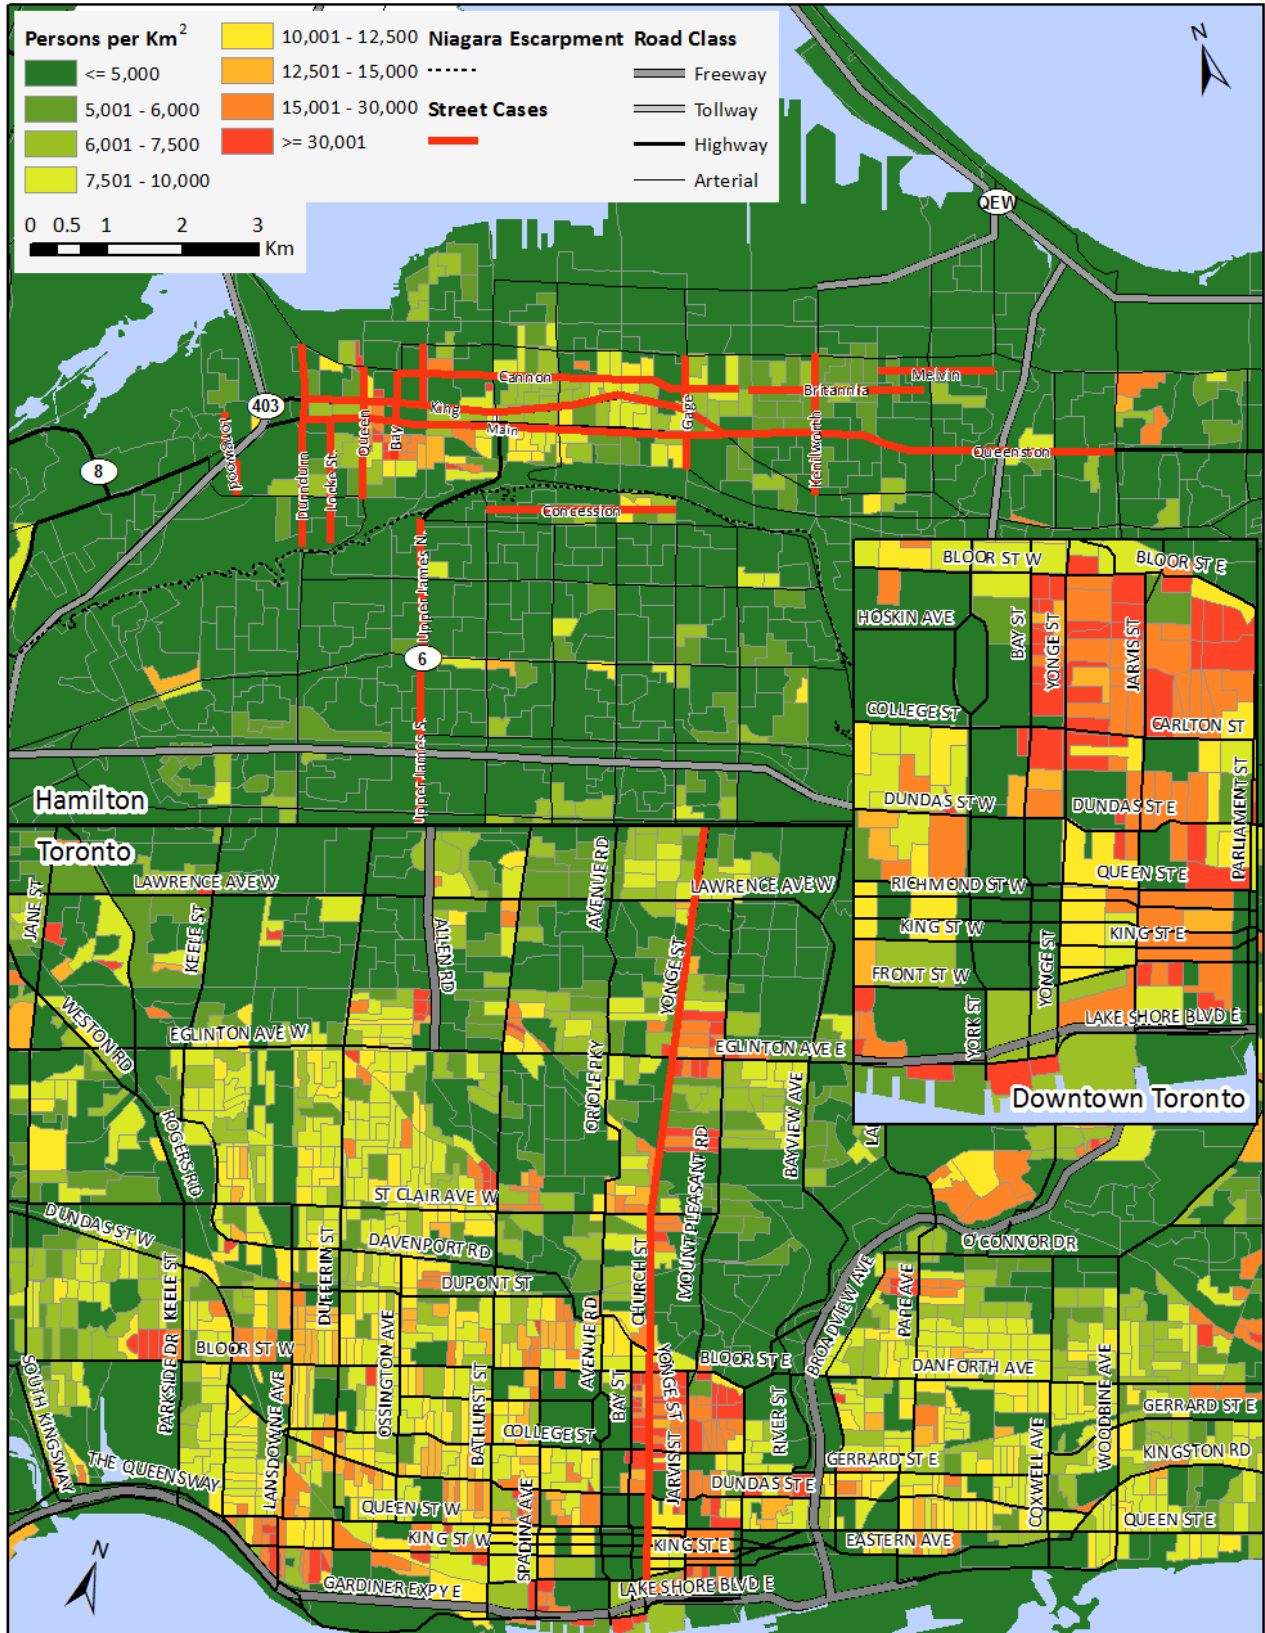 Persons per Km2
<= 5,000
5,001 - 6,000
6,001 - 7,500
7,501 - 10,000
10,001 - 12,500
12,501 - 15,000
15,001 - 30,000
>= 30,001
Niagara Escarpment
Street Cases
Road Class
Freeway
Tollway
Highway
Arterial
0 0.5 1 2 3
Km
N
QEW
403
8
6
Cannon
King
Main
Melvin
Britannia
Queenston
Concession
Longwood
Dundurn
Locke St.
Queen
Bay
Gage
Kenilworth
Upper James N.
Upper James S.
Hamilton
BLOOR ST W
BLOOR ST E
HOSKIN AVE
BAY ST
YONGE ST
JARVIS ST
COLLEGE ST
CARLTON ST
DUNDAS ST W
DUNDAS ST E
PARLIAMENT ST
RICHMOND ST W
QUEEN ST E
KING ST W
KING ST E
FRONT ST W
YONGE ST
YORK ST
LAKE SHORE BLVD E
Downtown Toronto
Toronto
LAWRENCE AVE W
LAWRENCE AVE W
JANE ST
KEELE ST
ALLEN RD
AVENUE RD
YONGE ST
WESTON RD
EGLINTON AVE W
EGLINTON AVE E
ORIOLE PKY
BAYVIEW AVE
LA
ROGERS RD
MOUNT PLEASANT RD
ST CLAIR AVE W
DUNDAS ST W
DAVENPORT RD
O'CONNOR DR
KEELE ST
DUFFERIN ST
DUPONT ST
CHURCH ST
BROADVIEW AVE
PAPE AVE
OSSINGTON AVE
AVENUE RD
BLOOR ST W
BLOOR ST E
DANFORTH AVE
SOUTH KINGSWAY
PARKSIDE DR
LANSDOWNE AVE
BATHURST ST
BAY ST
YONGE ST
RIVER ST
WOODBINE AVE
GERRARD ST E
COLLEGE ST
JARVIS ST
GERRARD ST E
KINGSTON RD
THE QUEENSWAY
DUNDAS ST E
COXWELL AVE
QUEEN ST W
SPADINA AVE
QUEEN ST E
KING ST W
KING ST E
EASTERN AVE
N
GARDINER EXPY E
LAKE SHORE BLVD E